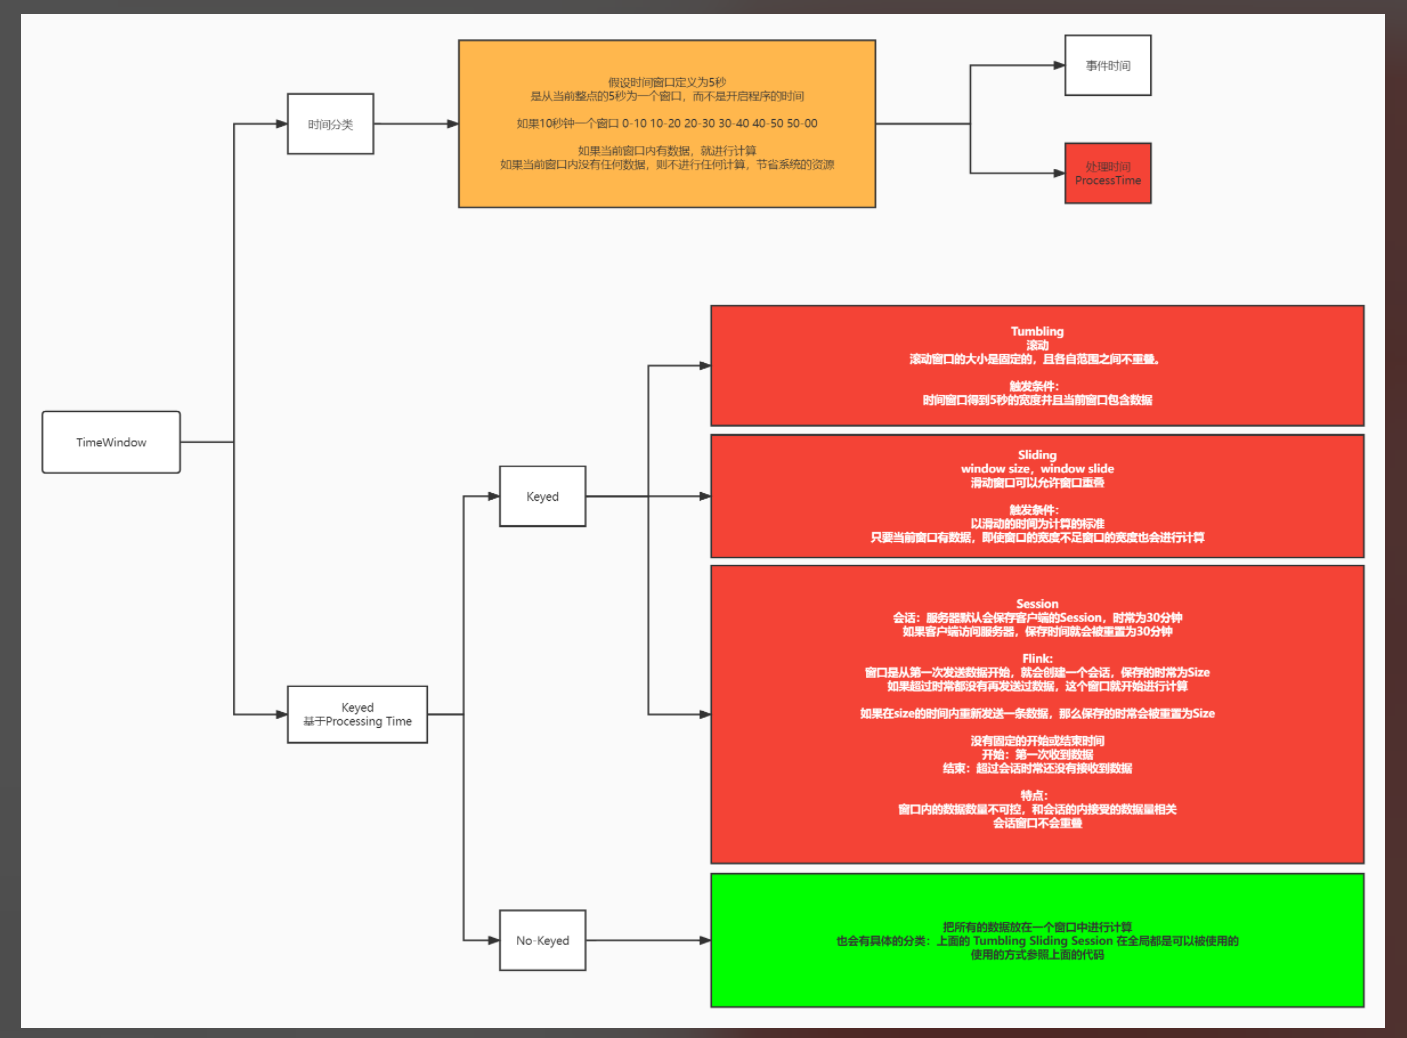 假设时间窗口定义为5秒
是从当前整点的5秒为一个窗口，而不是开启程序的时间
如果10秒钟一个窗口 0-10 10-20 20-30 30-40 40-50 50-00
如果当前窗口内有数据，就进行计算
如果当前窗口内没有任何数据，则不进行任何计算，节省系统的资源
时间分类
事件时间
处理时间
ProcessTime
TimeWindow
Keyed
基于Processing Time
Keyed
Tumbling
滚动
滚动窗口的大小是固定的，且各自范围之间不重叠。
触发条件：
时间窗口得到5秒的宽度并且当前窗口包含数据
Sliding
window size，window slide
滑动窗口可以允许窗口重叠
触发条件：
以滑动的时间为计算的标准
只要当前窗口有数据，即使窗口的宽度不足窗口的宽度也会进行计算
Session
会话：服务器默认会保存客户端的Session，时常为30分钟
如果客户端访问服务器，保存时间就会被重置为30分钟
Flink:
窗口是从第一次发送数据开始，就会创建一个会话，保存的时常为Size
如果超过时常都没有再发送过数据，这个窗口就开始进行计算
如果在size的时间内重新发送一条数据，那么保存的时常会被重置为Size
没有固定的开始或结束时间
开始：第一次收到数据
结束：超过会话时常还没有接收到数据
特点：
窗口内的数据数量不可控，和会话的内接受的数据量相关
会话窗口不会重叠
No-Keyed
把所有的数据放在一个窗口中进行计算
也会有具体的分类：上面的 Tumbling Sliding Session 在全局都是可以被使用的
使用的方式参照上面的代码